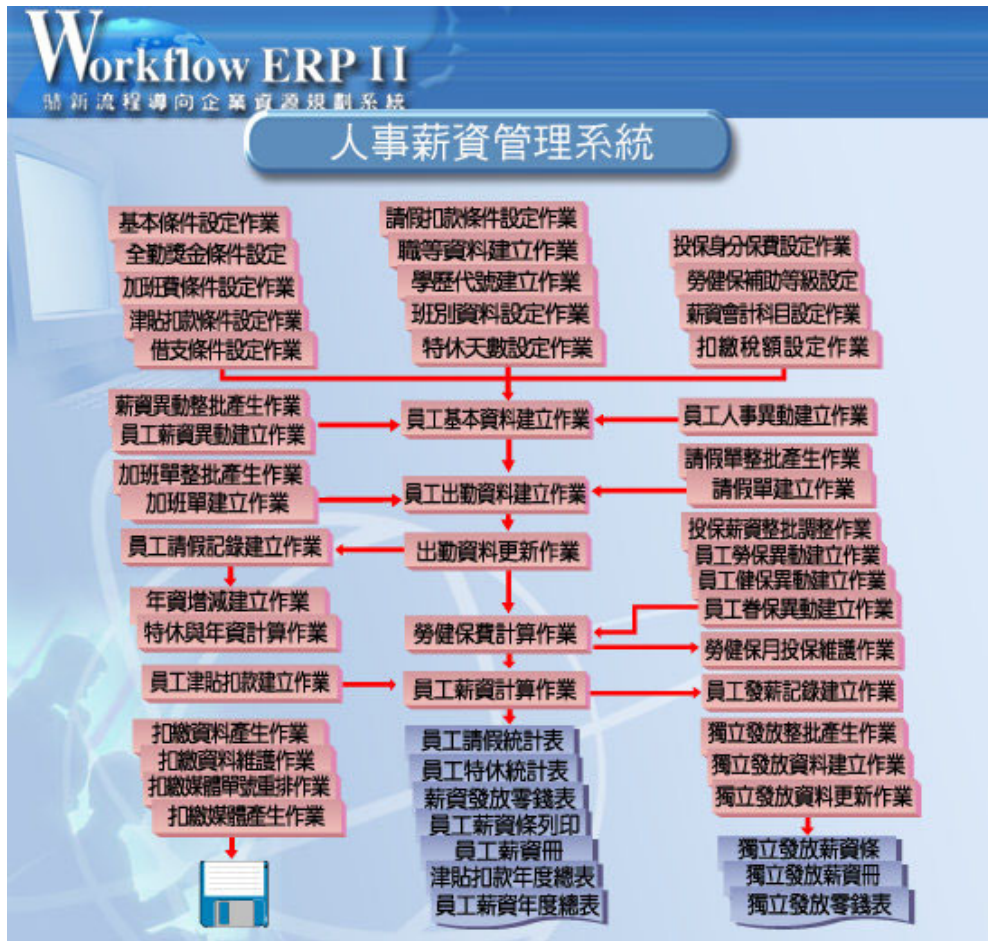 Workflow ERP II
鼎新流程導向企業資源規劃系統
人事薪資管理系統
基本條件設定作業
全勤獎金條件設定
加班費條件設定作業
津貼扣款條件設定作業
借支條件設定作業
請假扣款條件設定作業
職等資料建立作業
學歷代號建立作業
班別資料設定作業
特休天數設定作業
投保身分保費設定作業
勞健保補助等級設定
薪資會計科目設定作業
扣繳稅額設定作業
薪資異動整批產生作業
員工薪資異動建立作業
員工基本資料建立作業
員工人事異動建立作業
加班單整批產生作業
加班單建立作業
員工出勤資料建立作業
請假單整批產生作業
請假單建立作業
員工請假記錄建立作業
出勤資料更新作業
投保薪資整批調整作業
員工勞保異動建立作業
員工健保異動建立作業
員工眷保異動建立作業
年資增減建立作業
特休與年資計算作業
勞健保費計算作業
勞健保月投保維護作業
員工津貼扣款建立作業
員工薪資計算作業
員工發薪記錄建立作業
扣繳資料產生作業
扣繳資料維護作業
扣繳媒體單號重排作業
扣繳媒體產生作業
員工請假統計表
員工特休統計表
薪資發放零錢表
員工薪資條列印
員工薪資冊
津貼扣款年度總表
員工薪資年度總表
獨立發放整批產生作業
獨立發放資料建立作業
獨立發放資料更新作業
獨立發放薪資條
獨立發放薪資冊
獨立發放零錢表